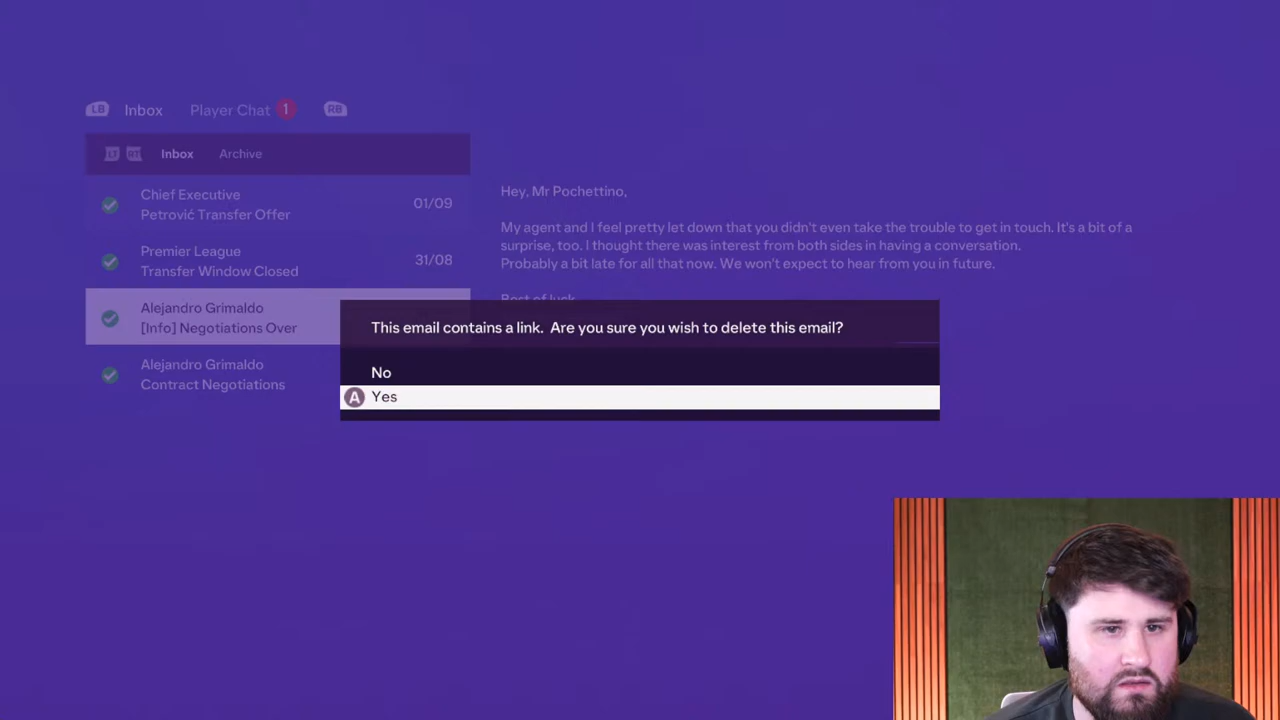 LB Inbox Player Chat 1 RB
LT RT Inbox Archive
Chief Executive
Petrović Transfer Offer
01/09
Premier League
Transfer Window Closed
31/08
Alejandro Grimaldo
[Info] Negotiations Over
Alejandro Grimaldo
Contract Negotiations
Hey, Mr Pochettino,
My agent and I feel pretty let down that you didn't even take the trouble to get in touch. It's a bit of a
surprise, too. I thought there was interest from both sides in having a conversation.
Probably a bit late for all that now. We won't expect to hear from you in future.
Best of luck
This email contains a link. Are you sure you wish to delete this email?
No
A Yes